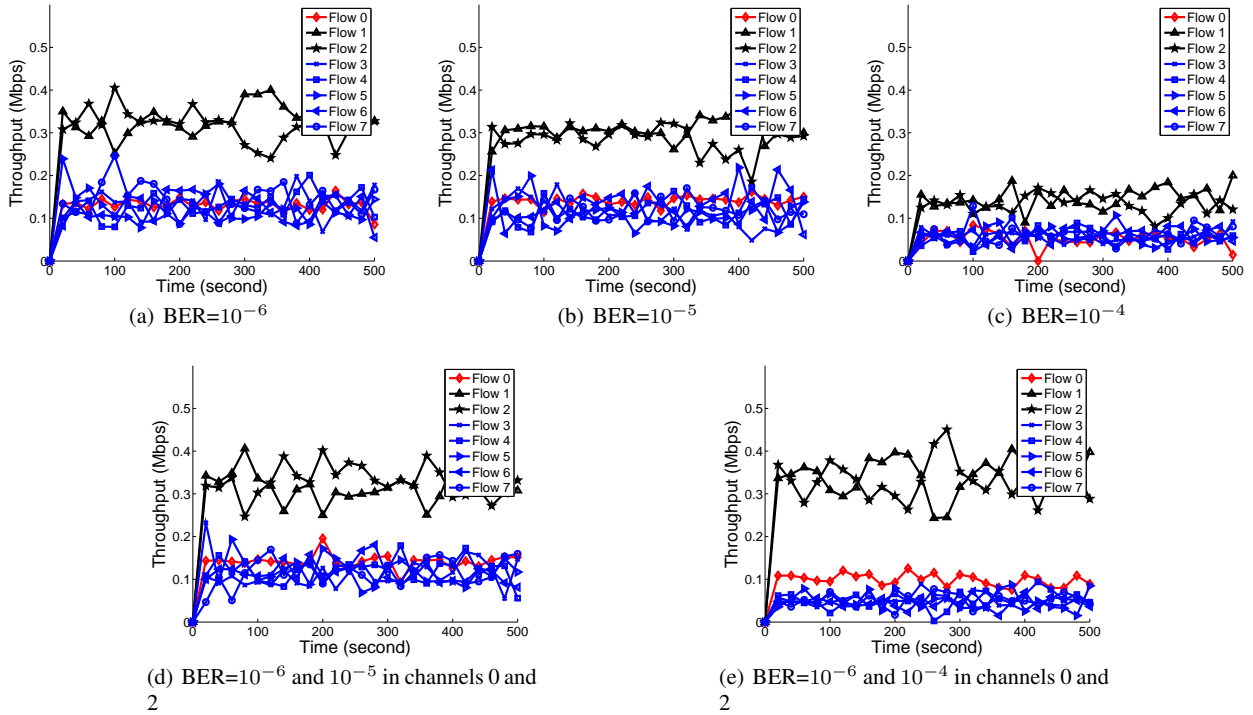 Flow 0
Flow 1
Flow 2
Flow 3
Flow 4
Flow 5
Flow 6
Flow 7
0.5
0.4
0.3
0.2
0.1
0
0 100 200 300 400 500
Throughput (Mbps)
Time (second)
(a) BER=10⁻⁶
Flow 0
Flow 1
Flow 2
Flow 3
Flow 4
Flow 5
Flow 6
Flow 7
0.5
0.4
0.3
0.2
0.1
0
0 100 200 300 400 500
Throughput (Mbps)
Time (second)
(b) BER=10⁻⁵
Flow 0
Flow 1
Flow 2
Flow 3
Flow 4
Flow 5
Flow 6
Flow 7
0.5
0.4
0.3
0.2
0.1
0
0 100 200 300 400 500
Throughput (Mbps)
Time (second)
(c) BER=10⁻⁴
Flow 0
Flow 1
Flow 2
Flow 3
Flow 4
Flow 5
Flow 6
Flow 7
0.5
0.4
0.3
0.2
0.1
0
0 100 200 300 400 500
Throughput (Mbps)
Time (second)
(d) BER=10⁻⁶ and 10⁻⁵ in channels 0 and
2
Flow 0
Flow 1
Flow 2
Flow 3
Flow 4
Flow 5
Flow 6
Flow 7
0.5
0.4
0.3
0.2
0.1
0
0 100 200 300 400 500
Throughput (Mbps)
Time (second)
(e) BER=10⁻⁶ and 10⁻⁴ in channels 0 and
2